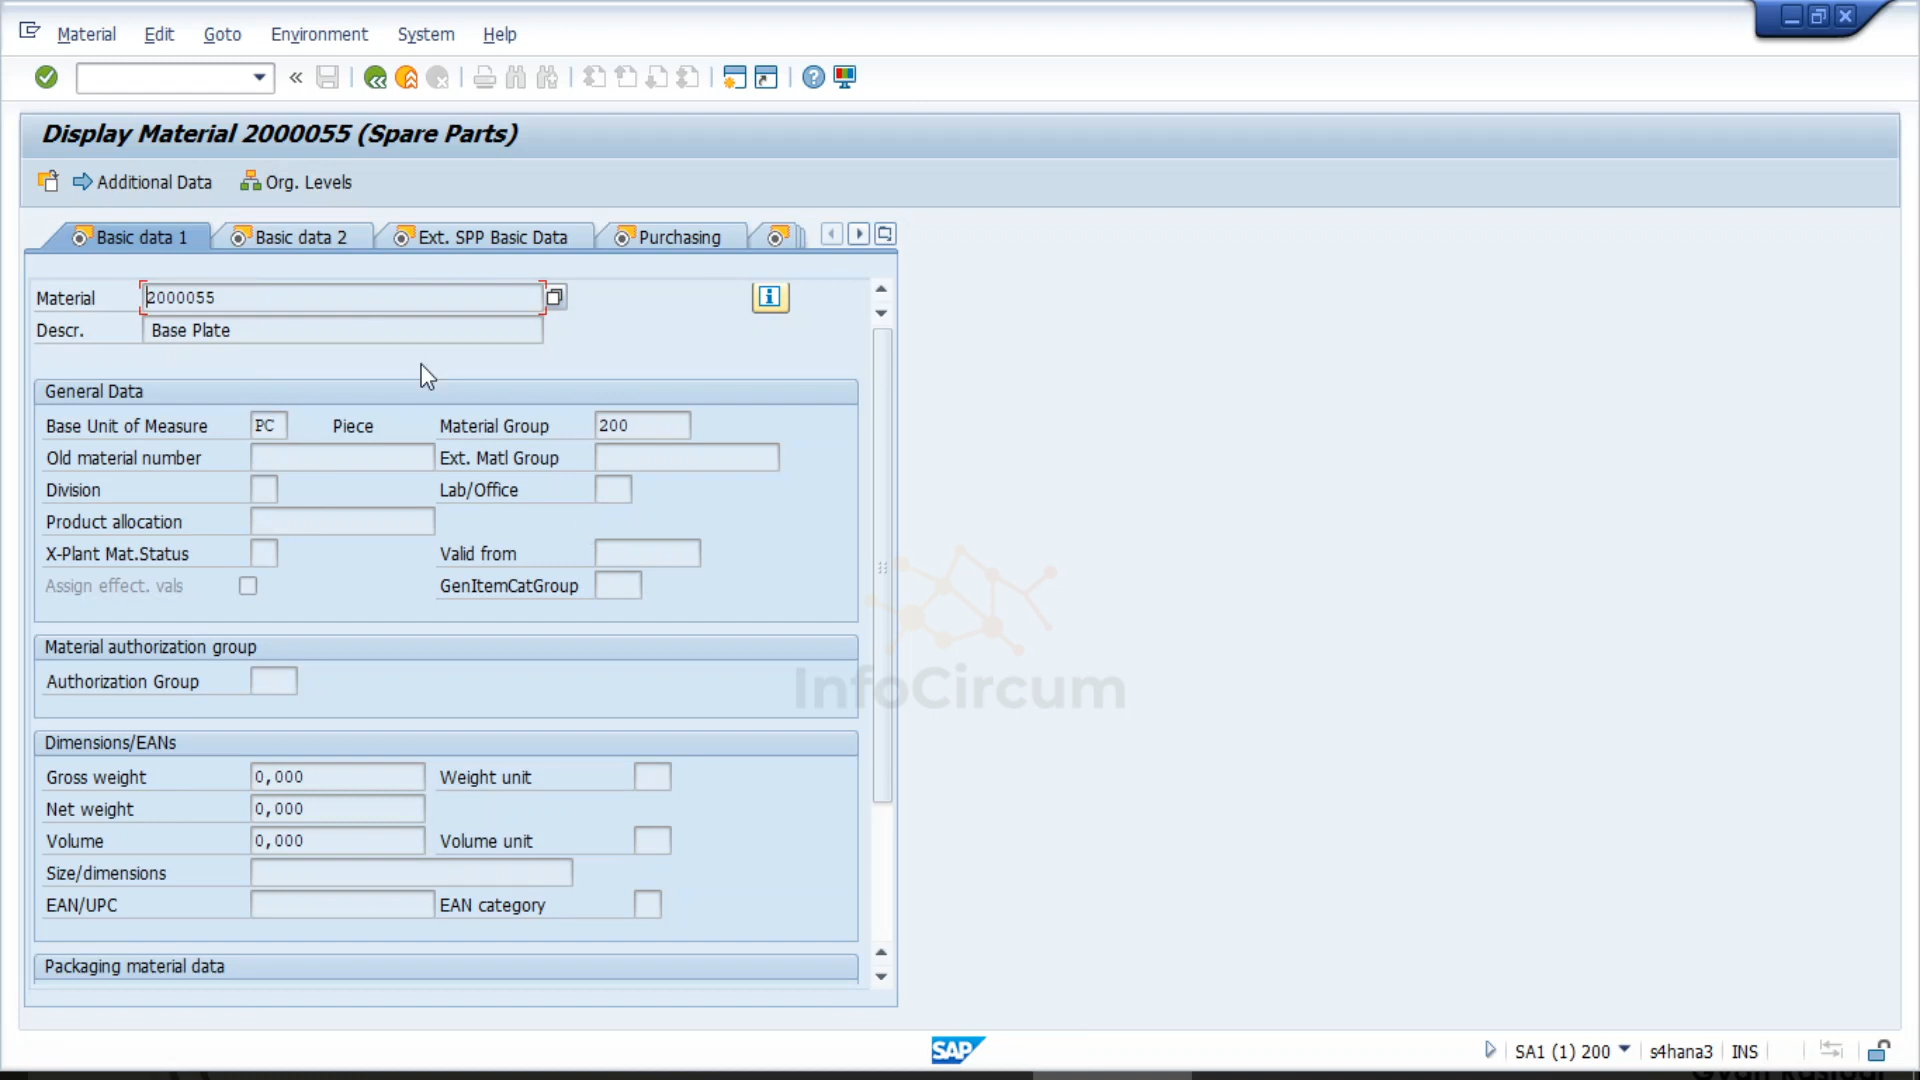 Material Edit Goto Environment System Help
Display Material 2000055 (Spare Parts)
Additional Data Org. Levels
Basic data 1 Basic data 2 Ext. SPP Basic Data Purchasing
Material 2000055
Descr. Base Plate
General Data
Base Unit of Measure PC Piece Material Group 200
Old material number Ext. Matl Group
Division Lab/Office
Product allocation
X-Plant Mat.Status Valid from
Assign effect. vals GenItemCatGroup
InfoCircum
Material authorization group
Authorization Group
Dimensions/EANs
Gross weight 0,000 Weight unit
Net weight 0,000
Volume 0,000 Volume unit
Size/dimensions
EAN/UPC EAN category
Packaging material data
SAP SA1 (1) 200 s4hana3 INS